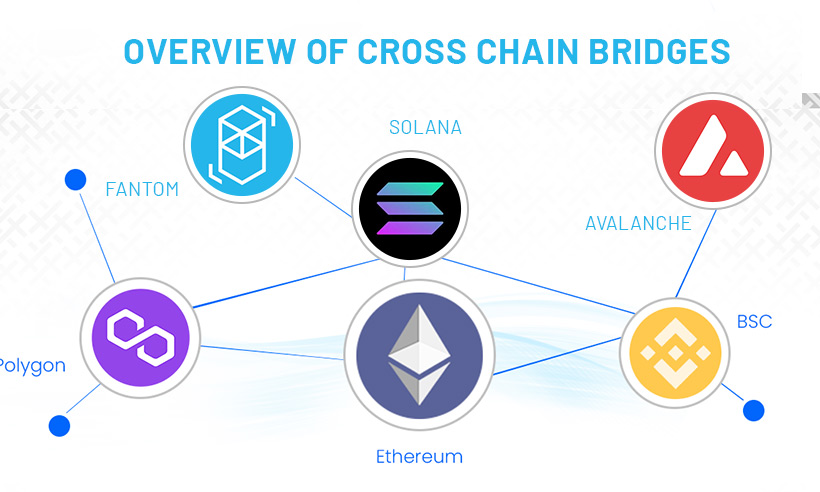 OVERVIEW OF CROSS CHAIN BRIDGES
SOLANA
FANTOM
AVALANCHE
BSC
Polygon
Ethereum